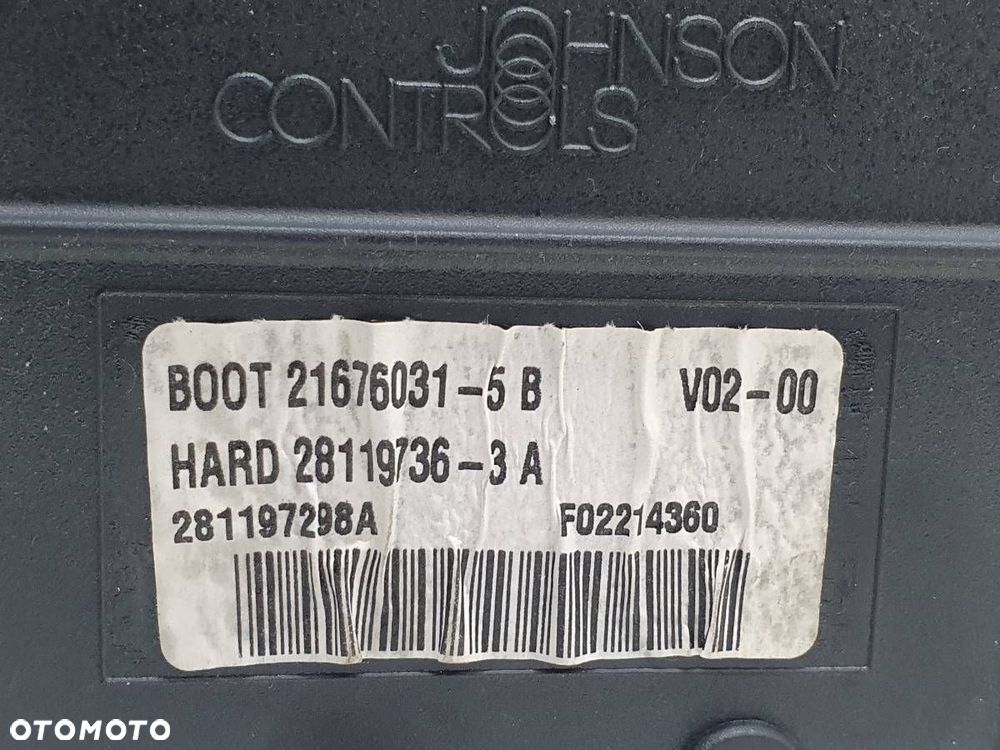 JOHNSON
CONTROLS
BOOT 21676031-5 B V02-00
HARD 28119736-3 A
281197298A F02214360
OTOMOTO